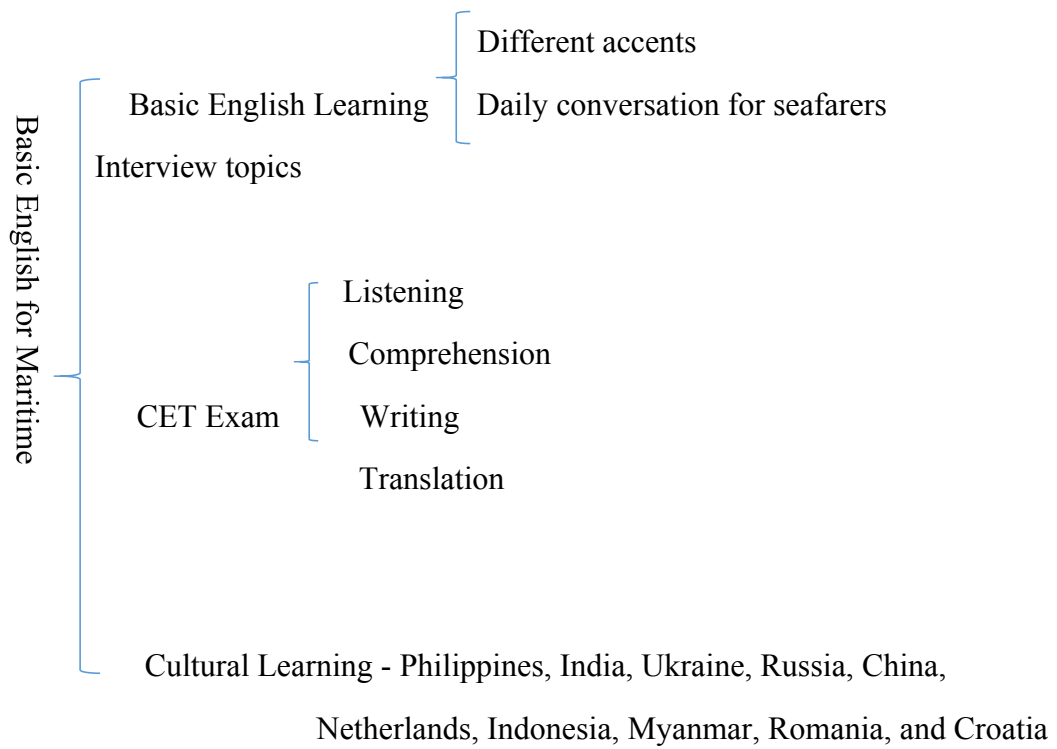 Basic English for Maritime
Different accents
Basic English Learning
Daily conversation for seafarers
Interview topics
Listening
Comprehension
CET Exam
Writing
Translation
Cultural Learning - Philippines, India, Ukraine, Russia, China,
Netherlands, Indonesia, Myanmar, Romania, and Croatia